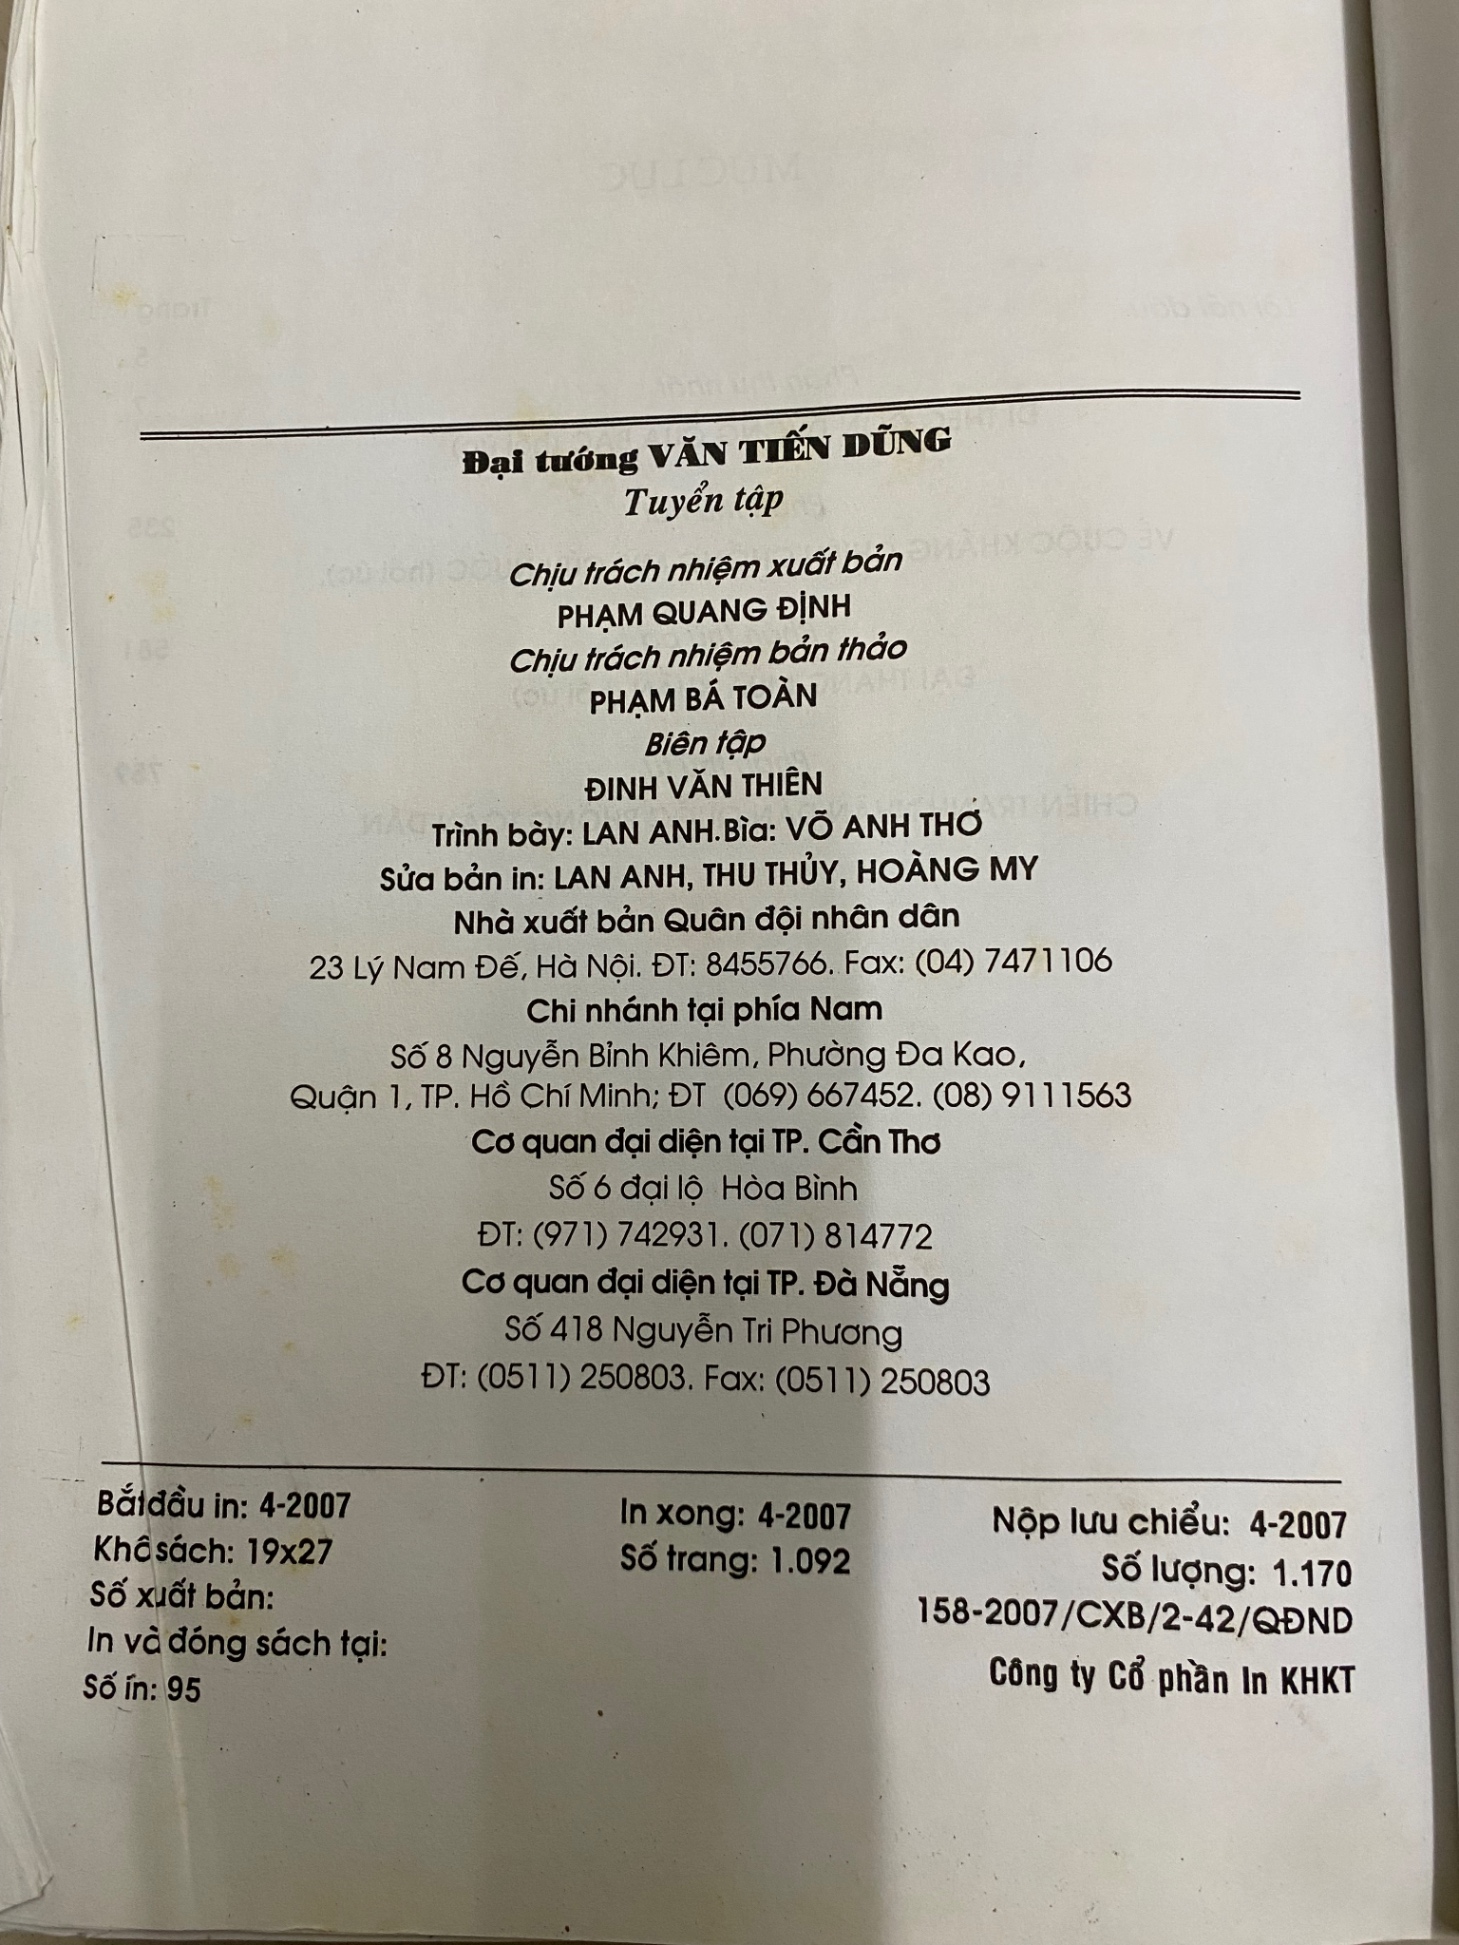 Đại tướng VĂN TIẾN DŨNG
Tuyển tập
Chịu trách nhiệm xuất bản
PHẠM QUANG ĐỊNH
Chịu trách nhiệm bản thảo
PHẠM BÁ TOÀN
Biên tập
ĐINH VĂN THIÊN
Trình bày: LAN ANH. Bìa: VÕ ANH THƠ
Sửa bản in: LAN ANH, THU THỦY, HOÀNG MY
Nhà xuất bản Quân đội nhân dân
23 Lý Nam Đế, Hà Nội. ĐT: 8455766. Fax: (04) 7471106
Chi nhánh tại phía Nam
Số 8 Nguyễn Bỉnh Khiêm, Phường Đa Kao,
Quận 1, TP. Hồ Chí Minh; ĐT (069) 667452. (08) 9111563
Cơ quan đại diện tại TP. Cần Thơ
Số 6 đại lộ Hòa Bình
ĐT: (971) 742931. (071) 814772
Cơ quan đại diện tại TP. Đà Nẵng
Số 418 Nguyễn Tri Phương
ĐT: (0511) 250803. Fax: (0511) 250803
Bắt đầu in: 4-2007 In xong: 4-2007 Nộp lưu chiểu: 4-2007
Khổ sách: 19x27 Số trang: 1.092 Số lượng: 1.170
Số xuất bản: 158-2007/CXB/2-42/QĐND
In và đóng sách tại: Công ty Cổ phần In KHKT
Số in: 95